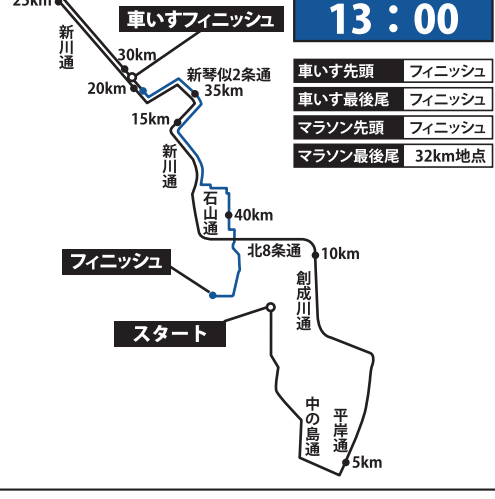 25km
車いすフィニッシュ
13：00
新川通
30km
20km
新琴似2条通
35km
15km
車いす先頭 フィニッシュ
車いす最後尾 フィニッシュ
マラソン先頭 フィニッシュ
マラソン最後尾 32km地点
新川通
石山通
40km
北8条通
10km
フィニッシュ
創成川通
スタート
中の島通
平岸通
5km